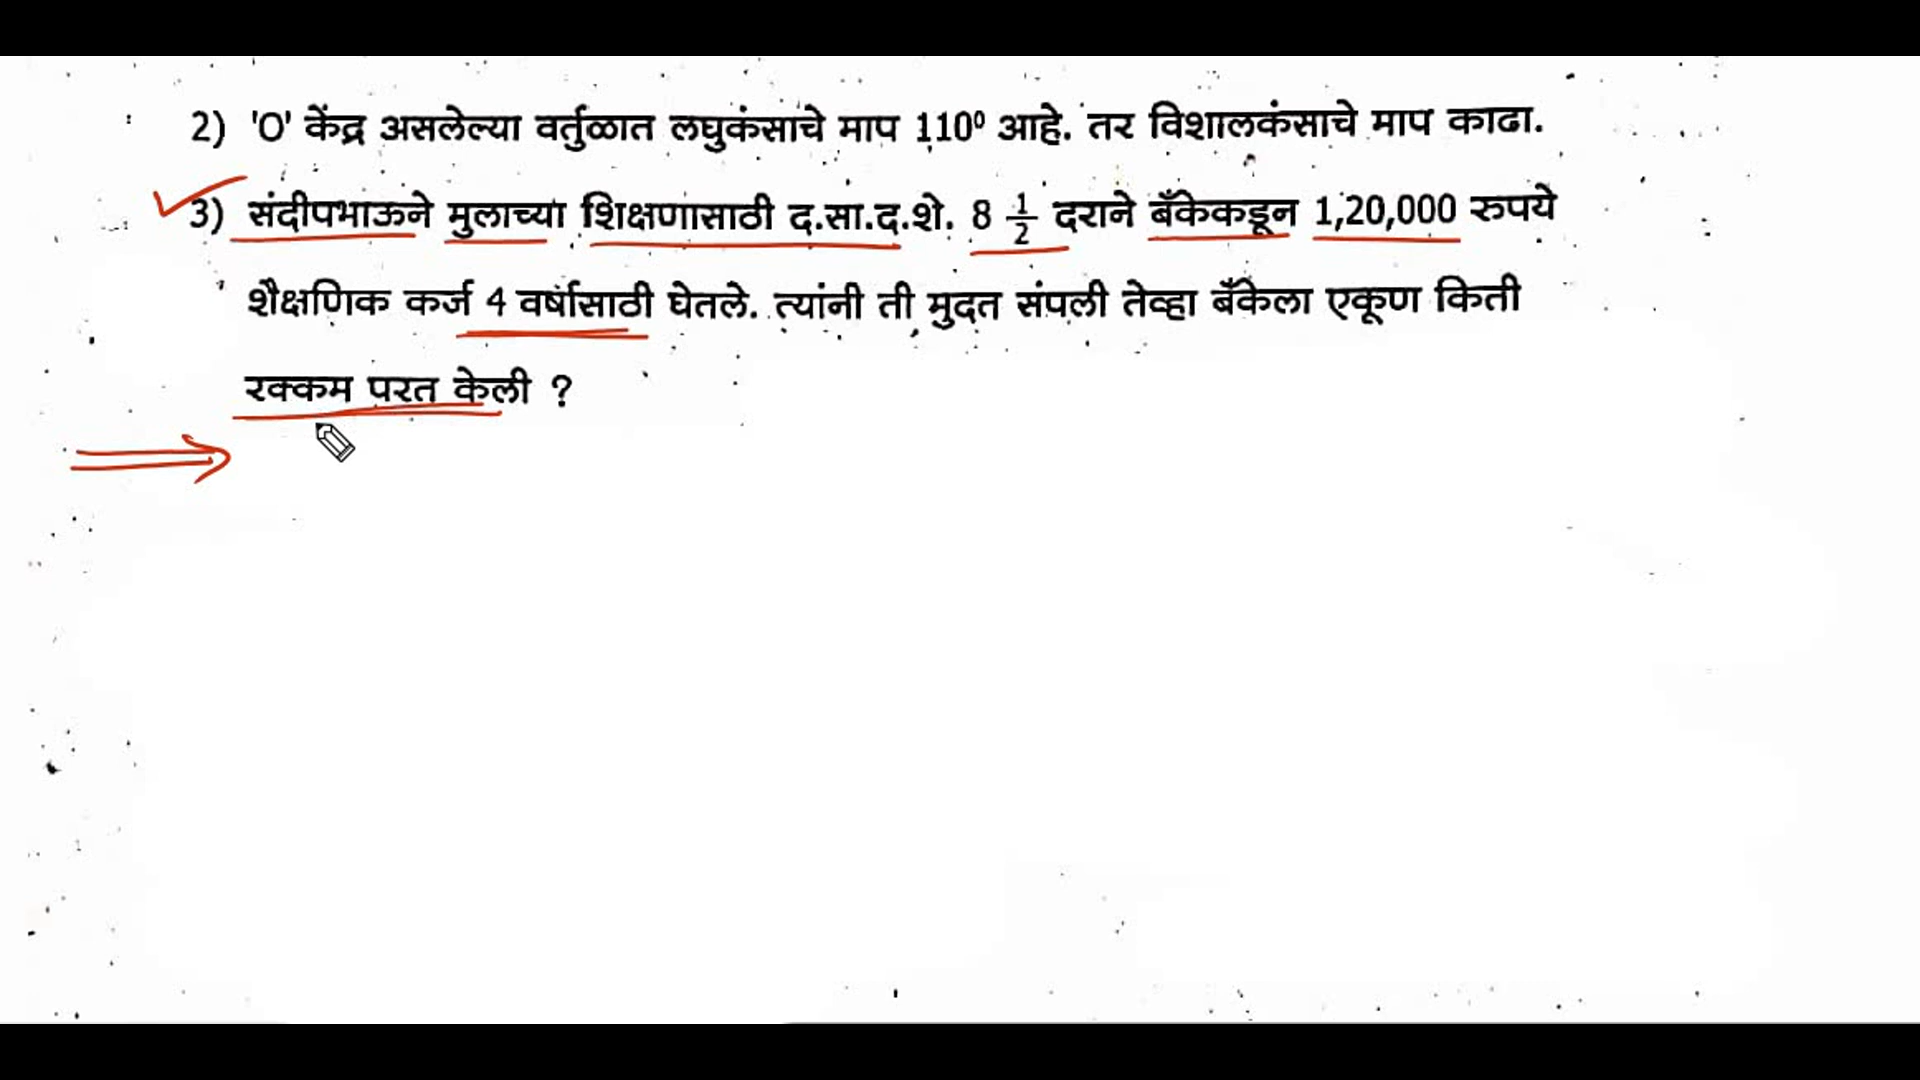 2) 'O' केंद्र असलेल्या वर्तुळात लघुकंसाचे माप 110⁰ आहे. तर विशालकंसाचे माप काढा.
3) संदीपभाऊने मुलाच्या शिक्षणासाठी द.सा.द.शे. 8 1/2 दराने बँकेकडून 1,20,000 रुपये
शैक्षणिक कर्ज 4 वर्षासाठी घेतले. त्यांनी ती मुदत संपली तेव्हा बँकेला एकूण किती
रक्कम परत केली ?